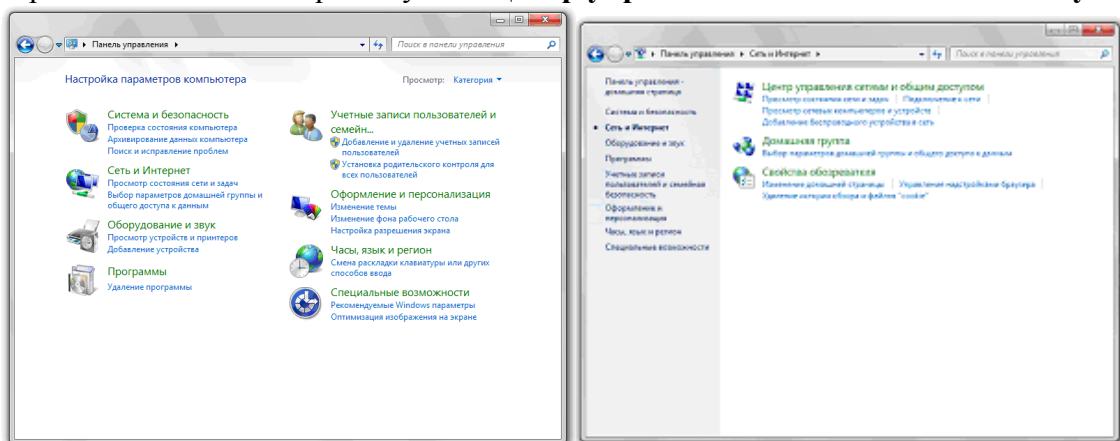 Панель управления
Поиск в панели управления
Настройка параметров компьютера
Просмотр: Категория
Система и безопасность
Проверка состояния компьютера
Архивирование данных компьютера
Поиск и исправление проблем
Сеть и Интернет
Просмотр состояния сети и задач
Выбор параметров домашней группы и
общего доступа к данным
Оборудование и звук
Просмотр устройств и принтеров
Добавление устройства
Программы
Удаление программы
Учетные записи пользователей и
семейн...
Добавление и удаление учетных записей
пользователей
Установка родительского контроля для
всех пользователей
Оформление и персонализация
Изменение темы
Изменение фона рабочего стола
Настройка разрешения экрана
Часы, язык и регион
Смена раскладки клавиатуры или других
способов ввода
Специальные возможности
Рекомендуемые Windows параметры
Оптимизация изображения на экране
Панель управления Сеть и Интернет
Поиск в панели управления
Панель управления -
домашняя страница
Система и безопасность
Сеть и Интернет
Оборудование и звук
Программы
Учетные записи
пользователей и семейная
безопасность
Оформление и
персонализация
Часы, язык и регион
Специальные возможности
Центр управления сетями и общим доступом
Просмотр состояния сети и задач Подключение к сети
Просмотр сетевых компьютеров и устройств
Добавление беспроводного устройства в сеть
Домашняя группа
Выбор параметров домашней группы и общего доступа к данным
Свойства обозревателя
Изменение домашней страницы Управление надстройками браузера
Удаление истории обзора и файлов "cookie"